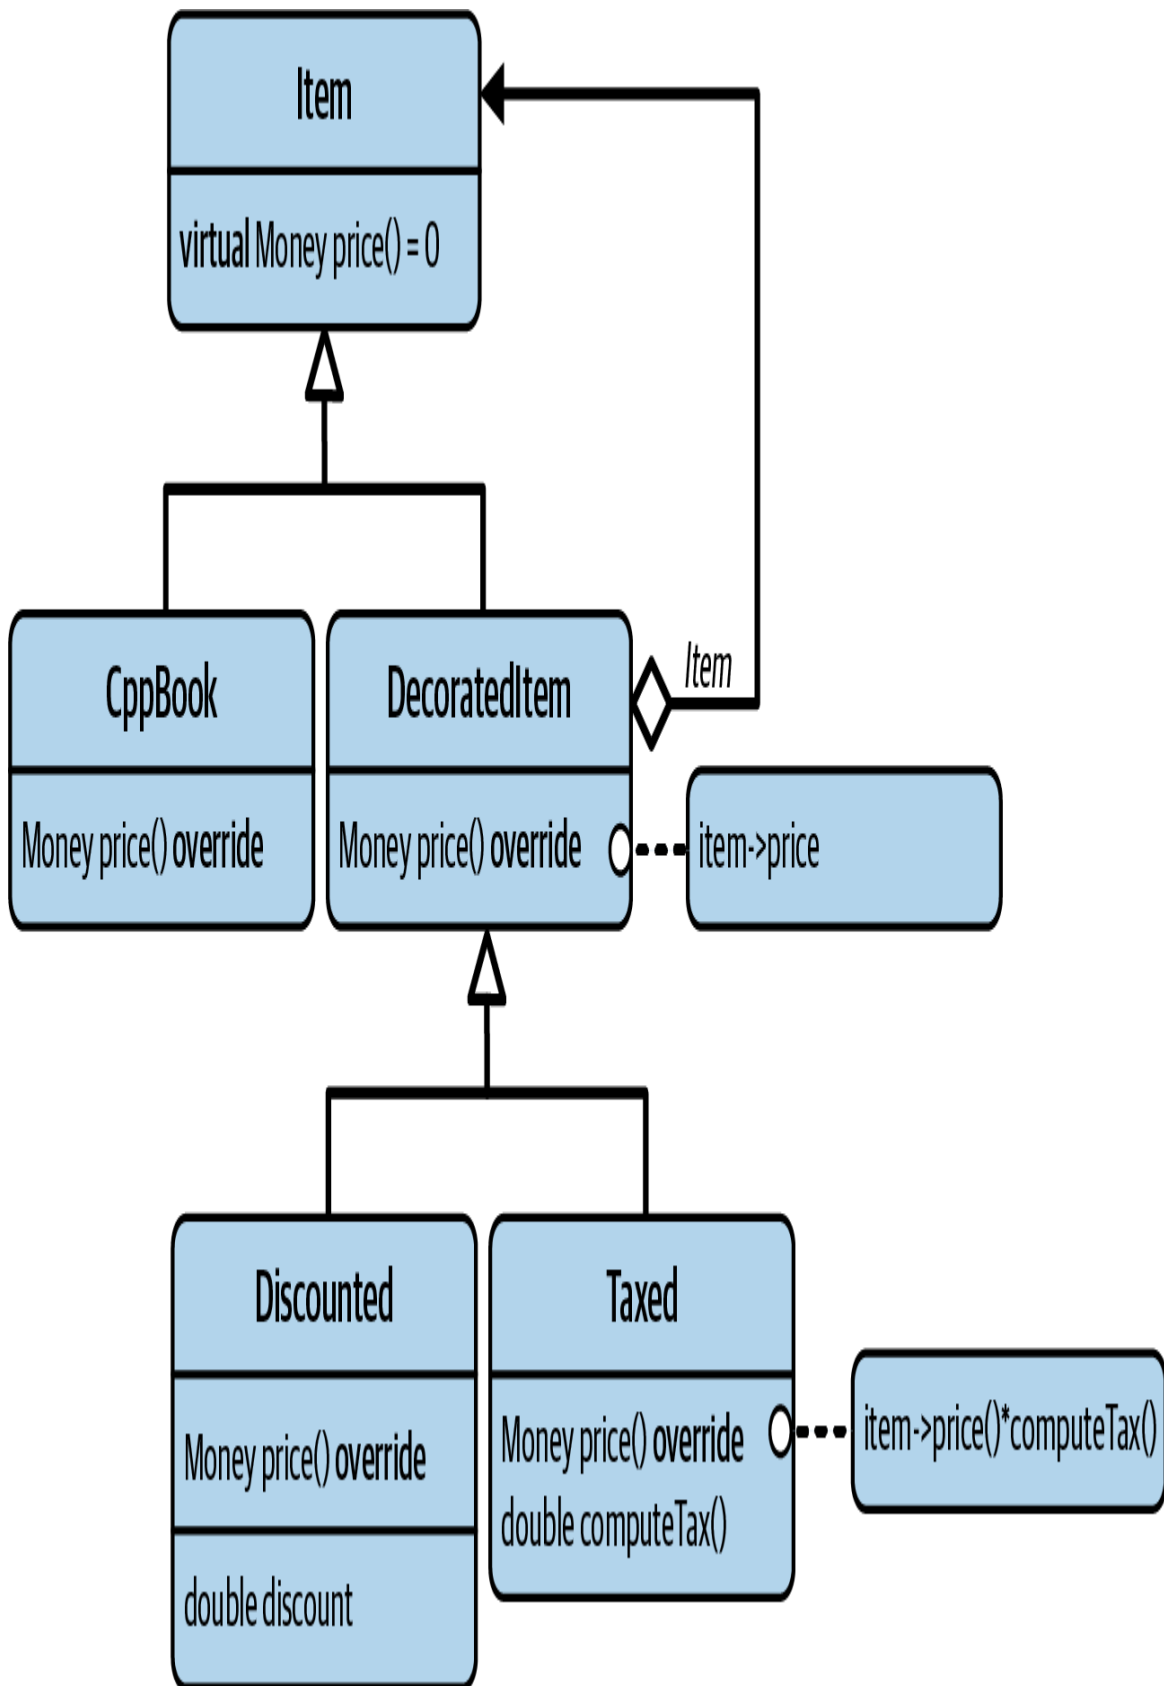 Item
virtual Money price() = 0
CppBook
Money price() override
DecoratedItem
Money price() override
Item
item->price
Discounted
Money price() override
double discount
Taxed
Money price() override
double computeTax()
item->price()*computeTax()